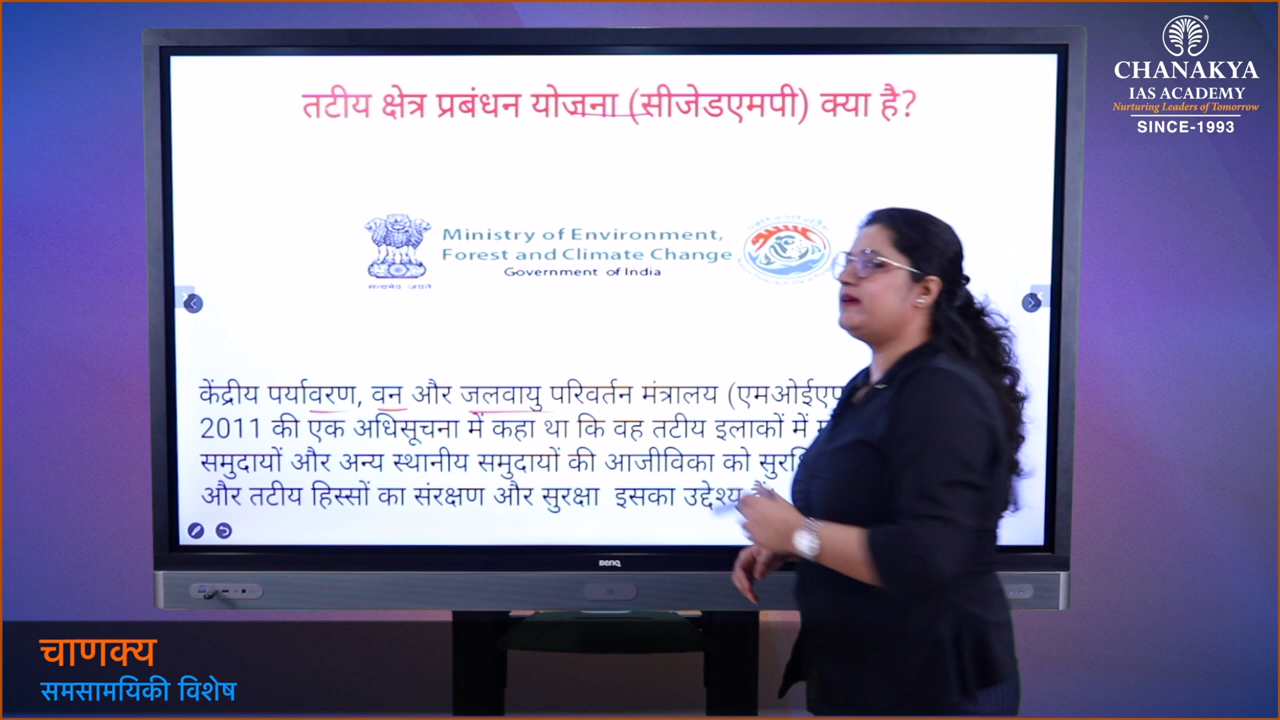 तटीय क्षेत्र प्रबंधन योजना (सीजेडएमपी) क्या है?
CHANAKYA
IAS ACADEMY
Nurturing Leaders of Tomorrow
SINCE-1993
Ministry of Environment,
Forest and Climate Change
Government of India
सत्यमेव जयते
केंद्रीय पर्यावरण, वन और जलवायु परिवर्तन मंत्रालय
2011 की एक अधिसूचना में कहा था कि वह तटीय इलाकों में
समुदायों और अन्य स्थानीय समुदायों की आजीविका को
और तटीय हिस्सों का संरक्षण और सुरक्षा इसका उद्देश्य
BenQ
चाणक्य
समसामयिकी विशेष